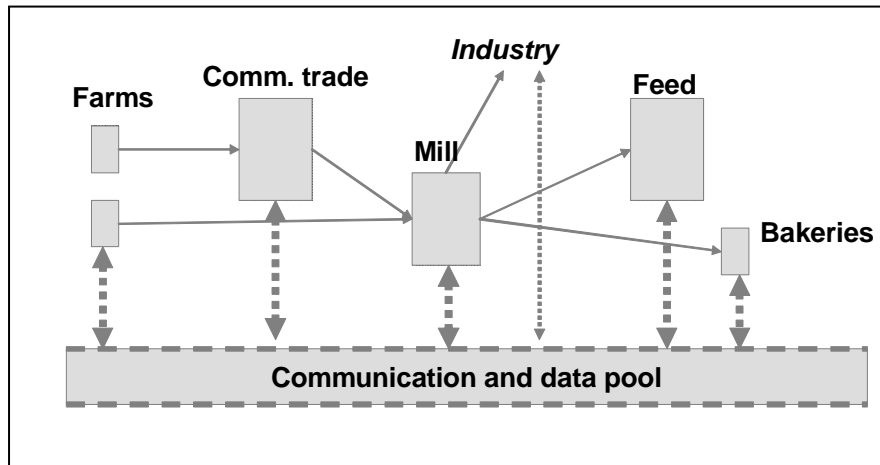 Industry
Comm. trade
Feed
Farms
Mill
Bakeries
Communication and data pool